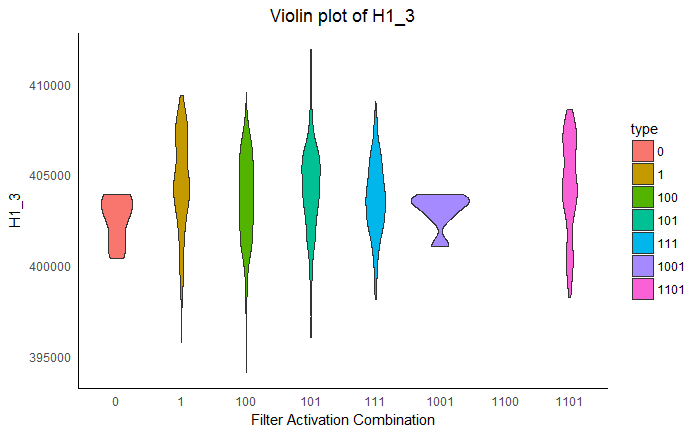 Violin plot of H1_3
H1_3
410000
405000
400000
395000
0 1 100 101 111 1001 1100 1101
Filter Activation Combination
type
0
1
100
101
111
1001
1101